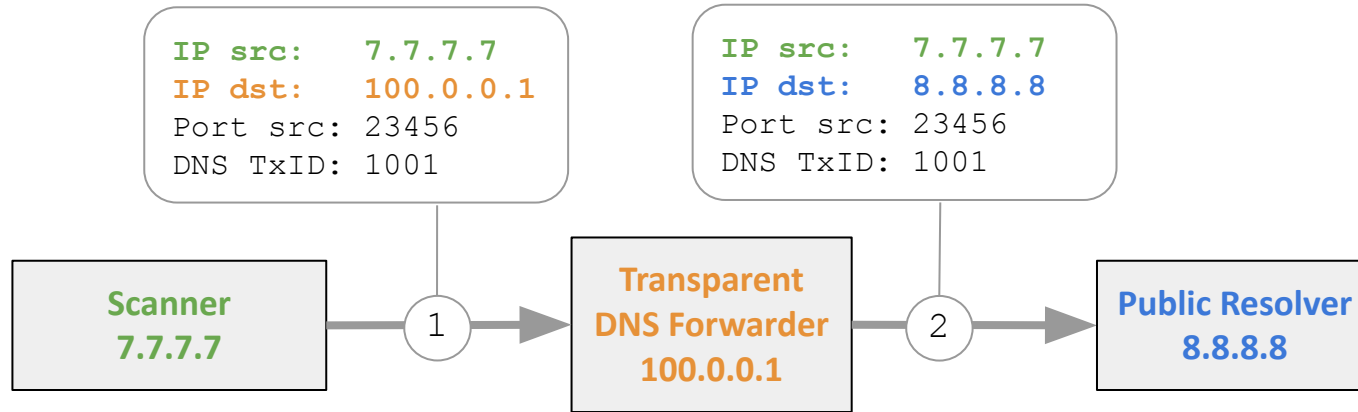 IP src: 7.7.7.7
IP dst: 100.0.0.1
Port src: 23456
DNS TxID: 1001
IP src: 7.7.7.7
IP dst: 8.8.8.8
Port src: 23456
DNS TxID: 1001
Scanner
7.7.7.7
1
Transparent
DNS Forwarder
100.0.0.1
2
Public Resolver
8.8.8.8